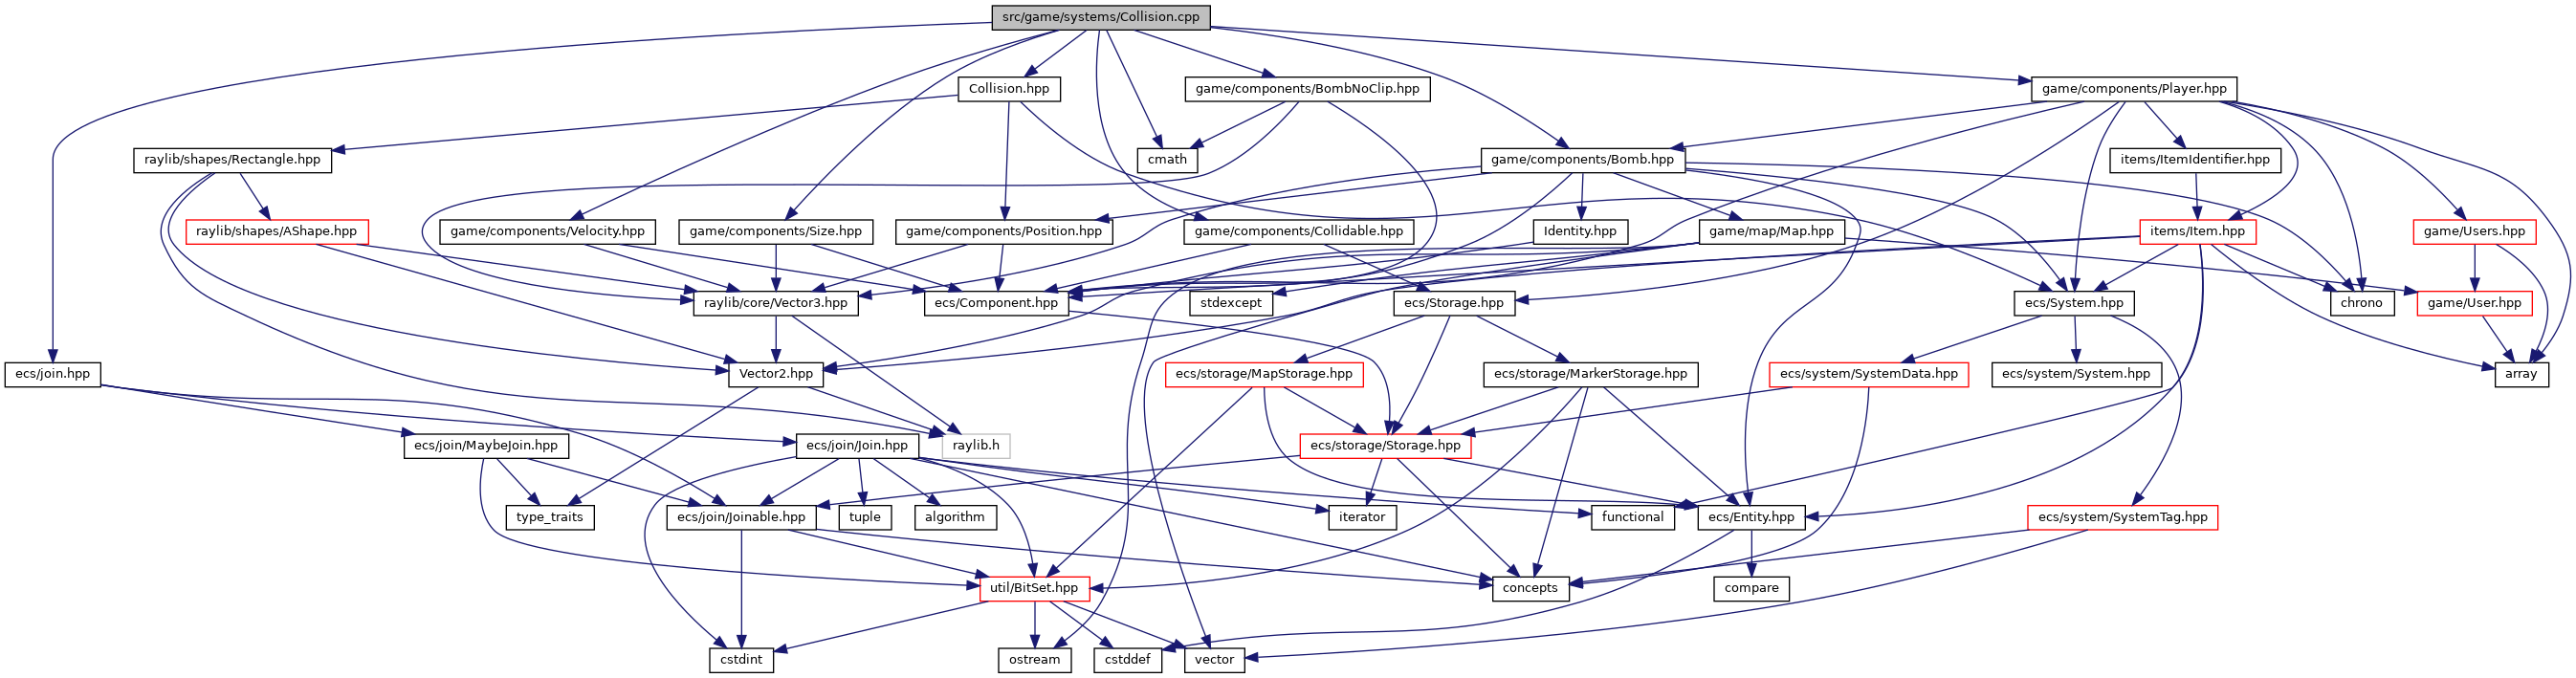 src/game/systems/Collision.cpp
Collision.hpp
game/components/BombNoClip.hpp
game/components/Player.hpp
raylib/shapes/Rectangle.hpp
cmath
game/components/Bomb.hpp
items/ItemIdentifier.hpp
raylib/shapes/AShape.hpp
game/components/Velocity.hpp
game/components/Size.hpp
game/components/Position.hpp
game/components/Collidable.hpp
Identity.hpp
game/map/Map.hpp
items/Item.hpp
game/Users.hpp
raylib/core/Vector3.hpp
ecs/Component.hpp
stdexcept
ecs/Storage.hpp
ecs/System.hpp
chrono
game/User.hpp
ecs/join.hpp
Vector2.hpp
ecs/storage/MapStorage.hpp
ecs/storage/MarkerStorage.hpp
ecs/system/SystemData.hpp
ecs/system/System.hpp
array
ecs/join/MaybeJoin.hpp
ecs/join/Join.hpp
raylib.h
ecs/storage/Storage.hpp
type_traits
ecs/join/Joinable.hpp
tuple
algorithm
iterator
functional
ecs/Entity.hpp
ecs/system/SystemTag.hpp
util/BitSet.hpp
concepts
compare
cstdint
ostream
cstddef
vector